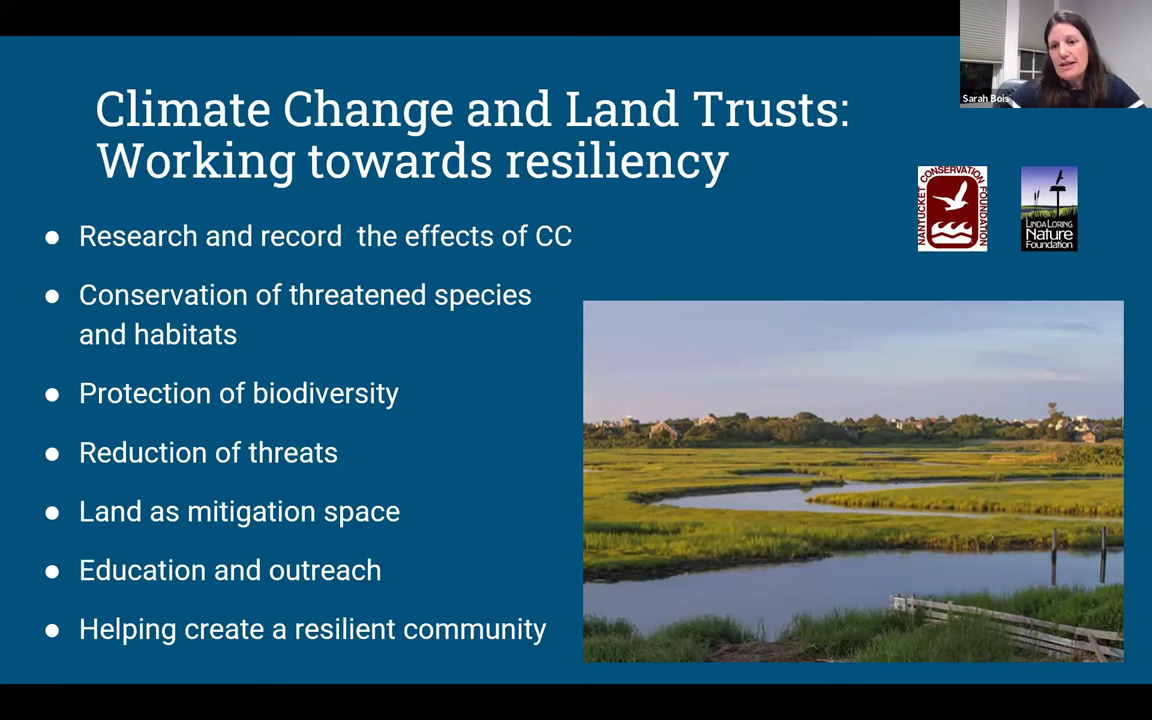 Climate Change and Land Trusts:
Working towards resiliency
Sarah Bois
NANTUCKET CONSERVATION FOUNDATION
LINDA LORING
Nature
Foundation
● Research and record  the effects of CC
● Conservation of threatened species
and habitats
● Protection of biodiversity
● Reduction of threats
● Land as mitigation space
● Education and outreach
● Helping create a resilient community